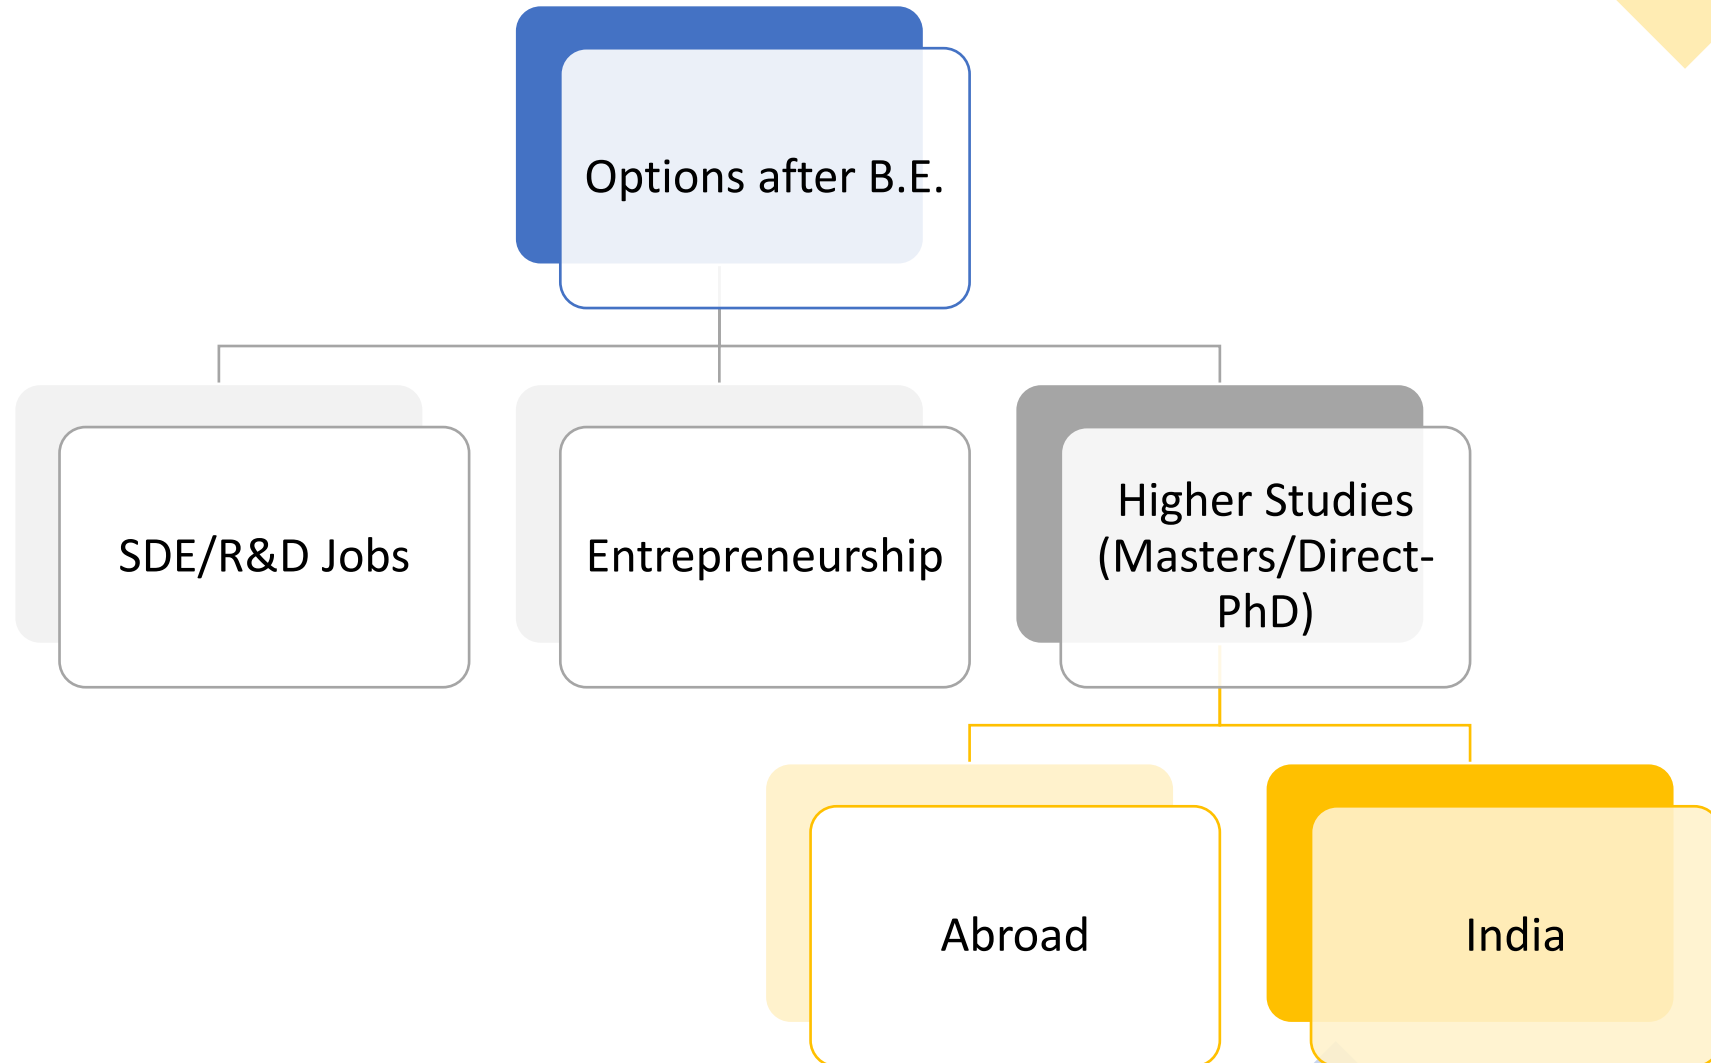 Options after B.E.
SDE/R&D Jobs
Entrepreneurship
Higher Studies
(Masters/Direct-
PhD)
Abroad
India